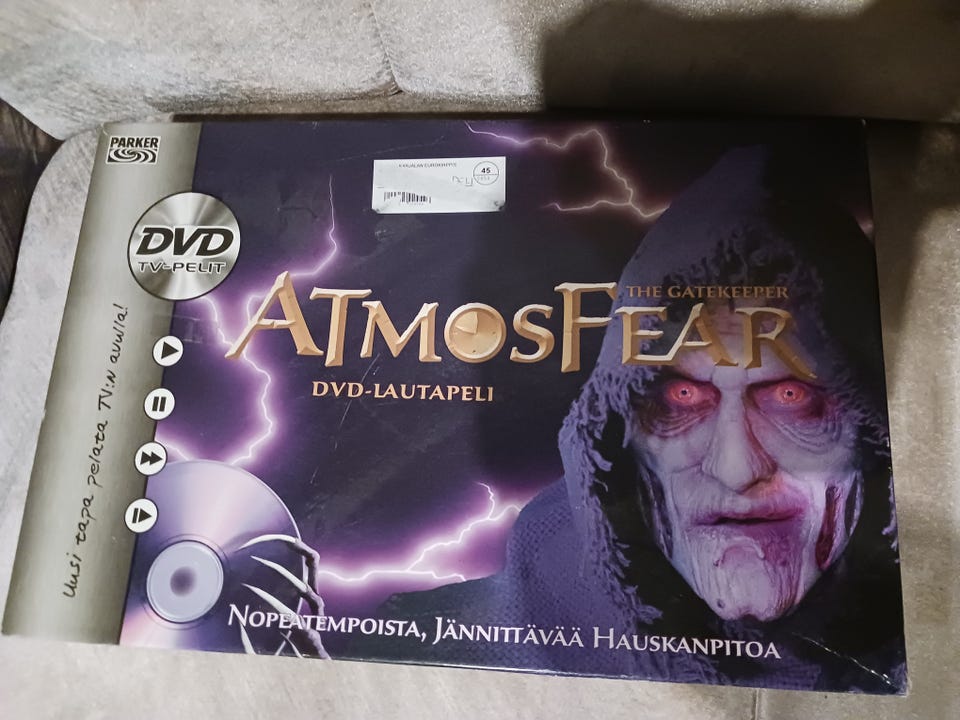 PARKER
DVD
TV-PELIT
Uusi tapa pelata TV:N avulla!
45
THE GATEKEEPER
ATMOSFEAR
DVD-LAUTAPELI
NOPEATEMPOISTA, JÄNNITTÄVÄÄ HAUSKANPITOA